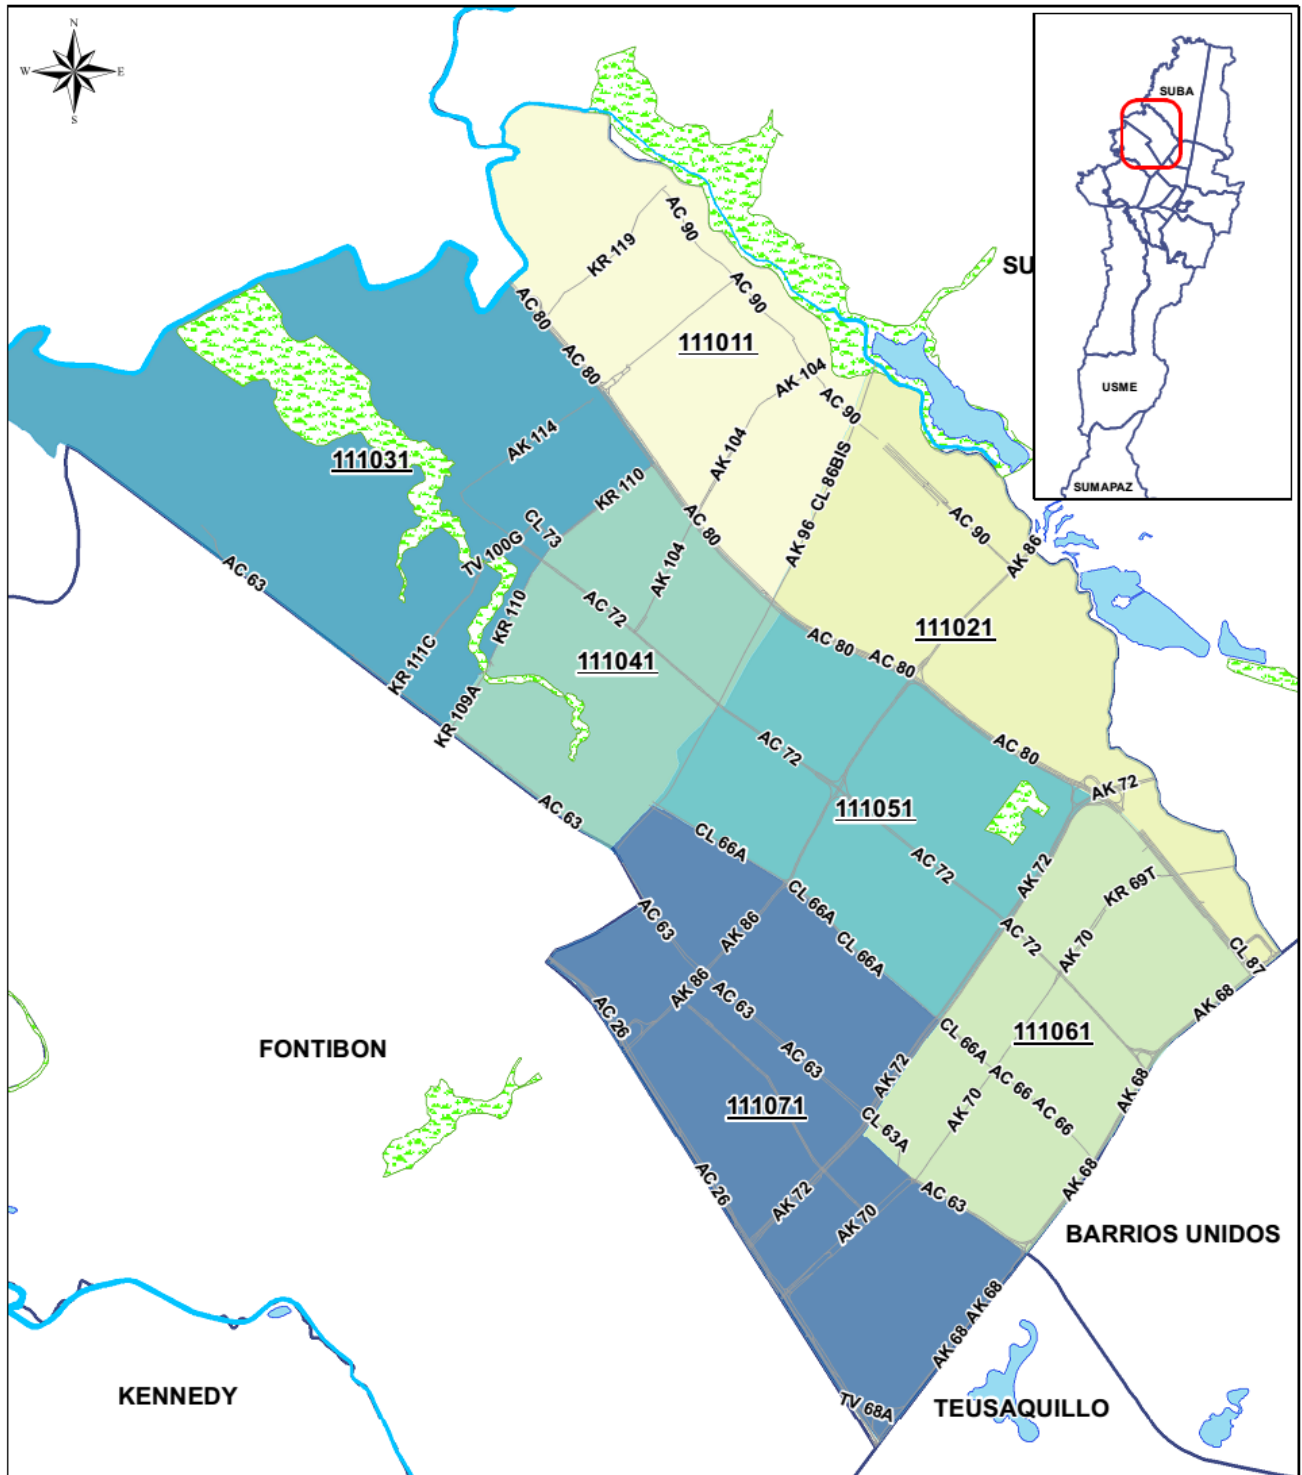 N
W
E
S
SUBA
USME
SUMAPAZ
SU
AC 90
KR 119
AC 90
AC 80
AC 80
111011
AK 104
AC 90
AK 114
111031
AK 104
CL 86BIS
KR 110
AC 80
AC 90
CL 73
AK 96
AK 86
TV 100G
AK 104
AC 63
AC 72
KR 110
111021
AC 80
AC 80
KR 111C
111041
KR 109A
AC 72
AC 80
AK 72
111051
AC 63
CL 66A
AC 72
AK 72
KR 69T
CL 66A
AC 63
AK 86
CL 66A
AC 72
AK 70
CL 87
AK 86
AC 63
AK 68
AC 26
111061
FONTIBON
CL 66A
AC 63
AK 72
AC 66
AK 68
111071
AK 70
AC 66
CL 63A
AC 26
AK 68
AK 72
AC 63
AK 70
BARRIOS UNIDOS
AK 68
AK 68
KENNEDY
TV 68A
TEUSAQUILLO